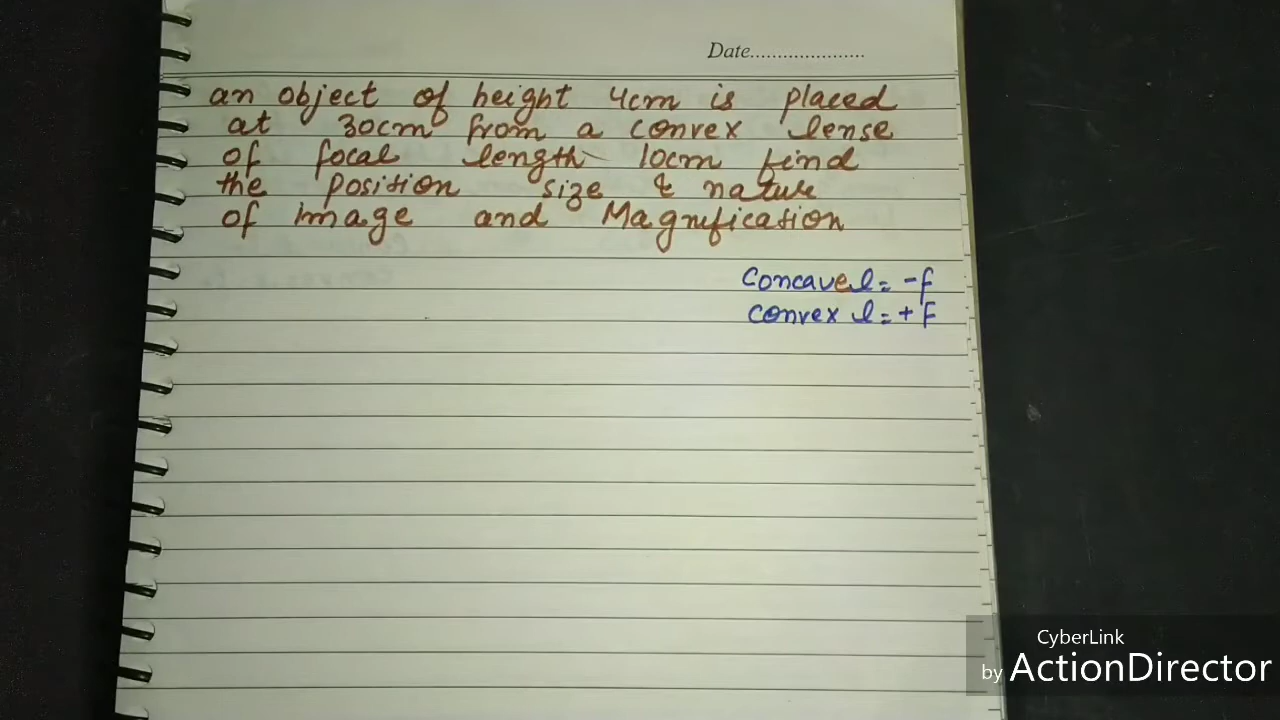 Date.....................
an object of height 4cm is placed
at 30cm from a convex lense
of focal length 10cm find
the position size & nature
of image and Magnification
Concave l = -f
Convex l = +f
CyberLink
by ActionDirector